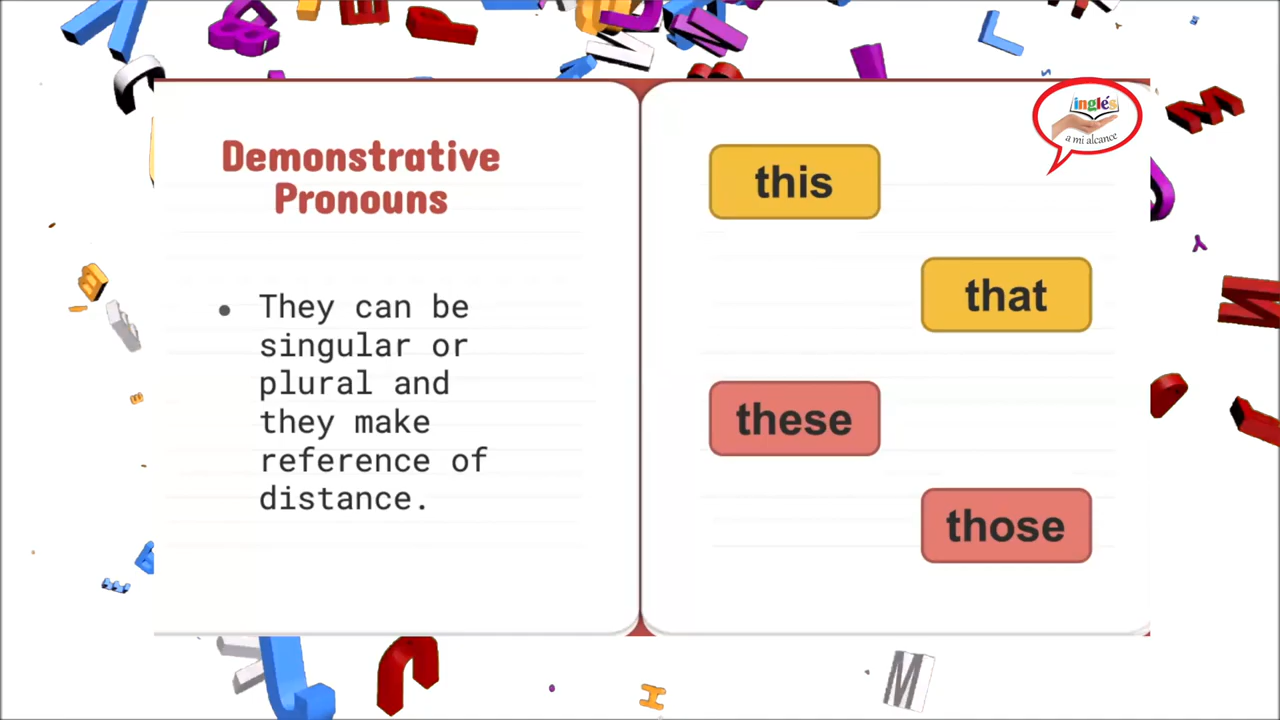 Demonstrative
Pronouns
• They can be
singular or
plural and
they make
reference of
distance.
inglés
a mi alcance
this
that
these
those